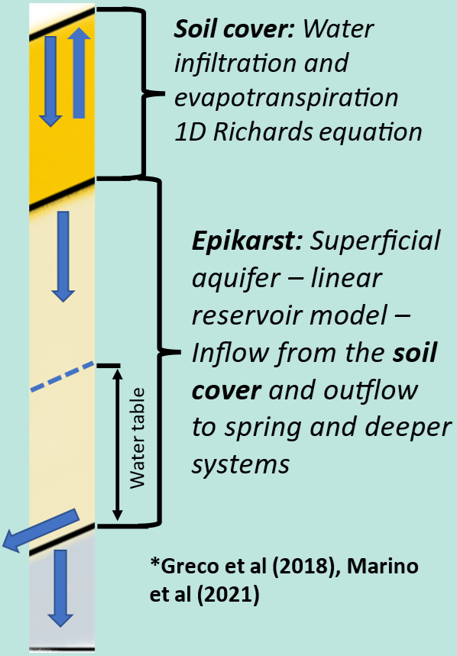 Soil cover: Water
infiltration and
evapotranspiration
1D Richards equation
Epikarst: Superficial
aquifer – linear
reservoir model –
Inflow from the soil
cover and outflow
to spring and deeper
systems
Water table
*Greco et al (2018), Marino
et al (2021)